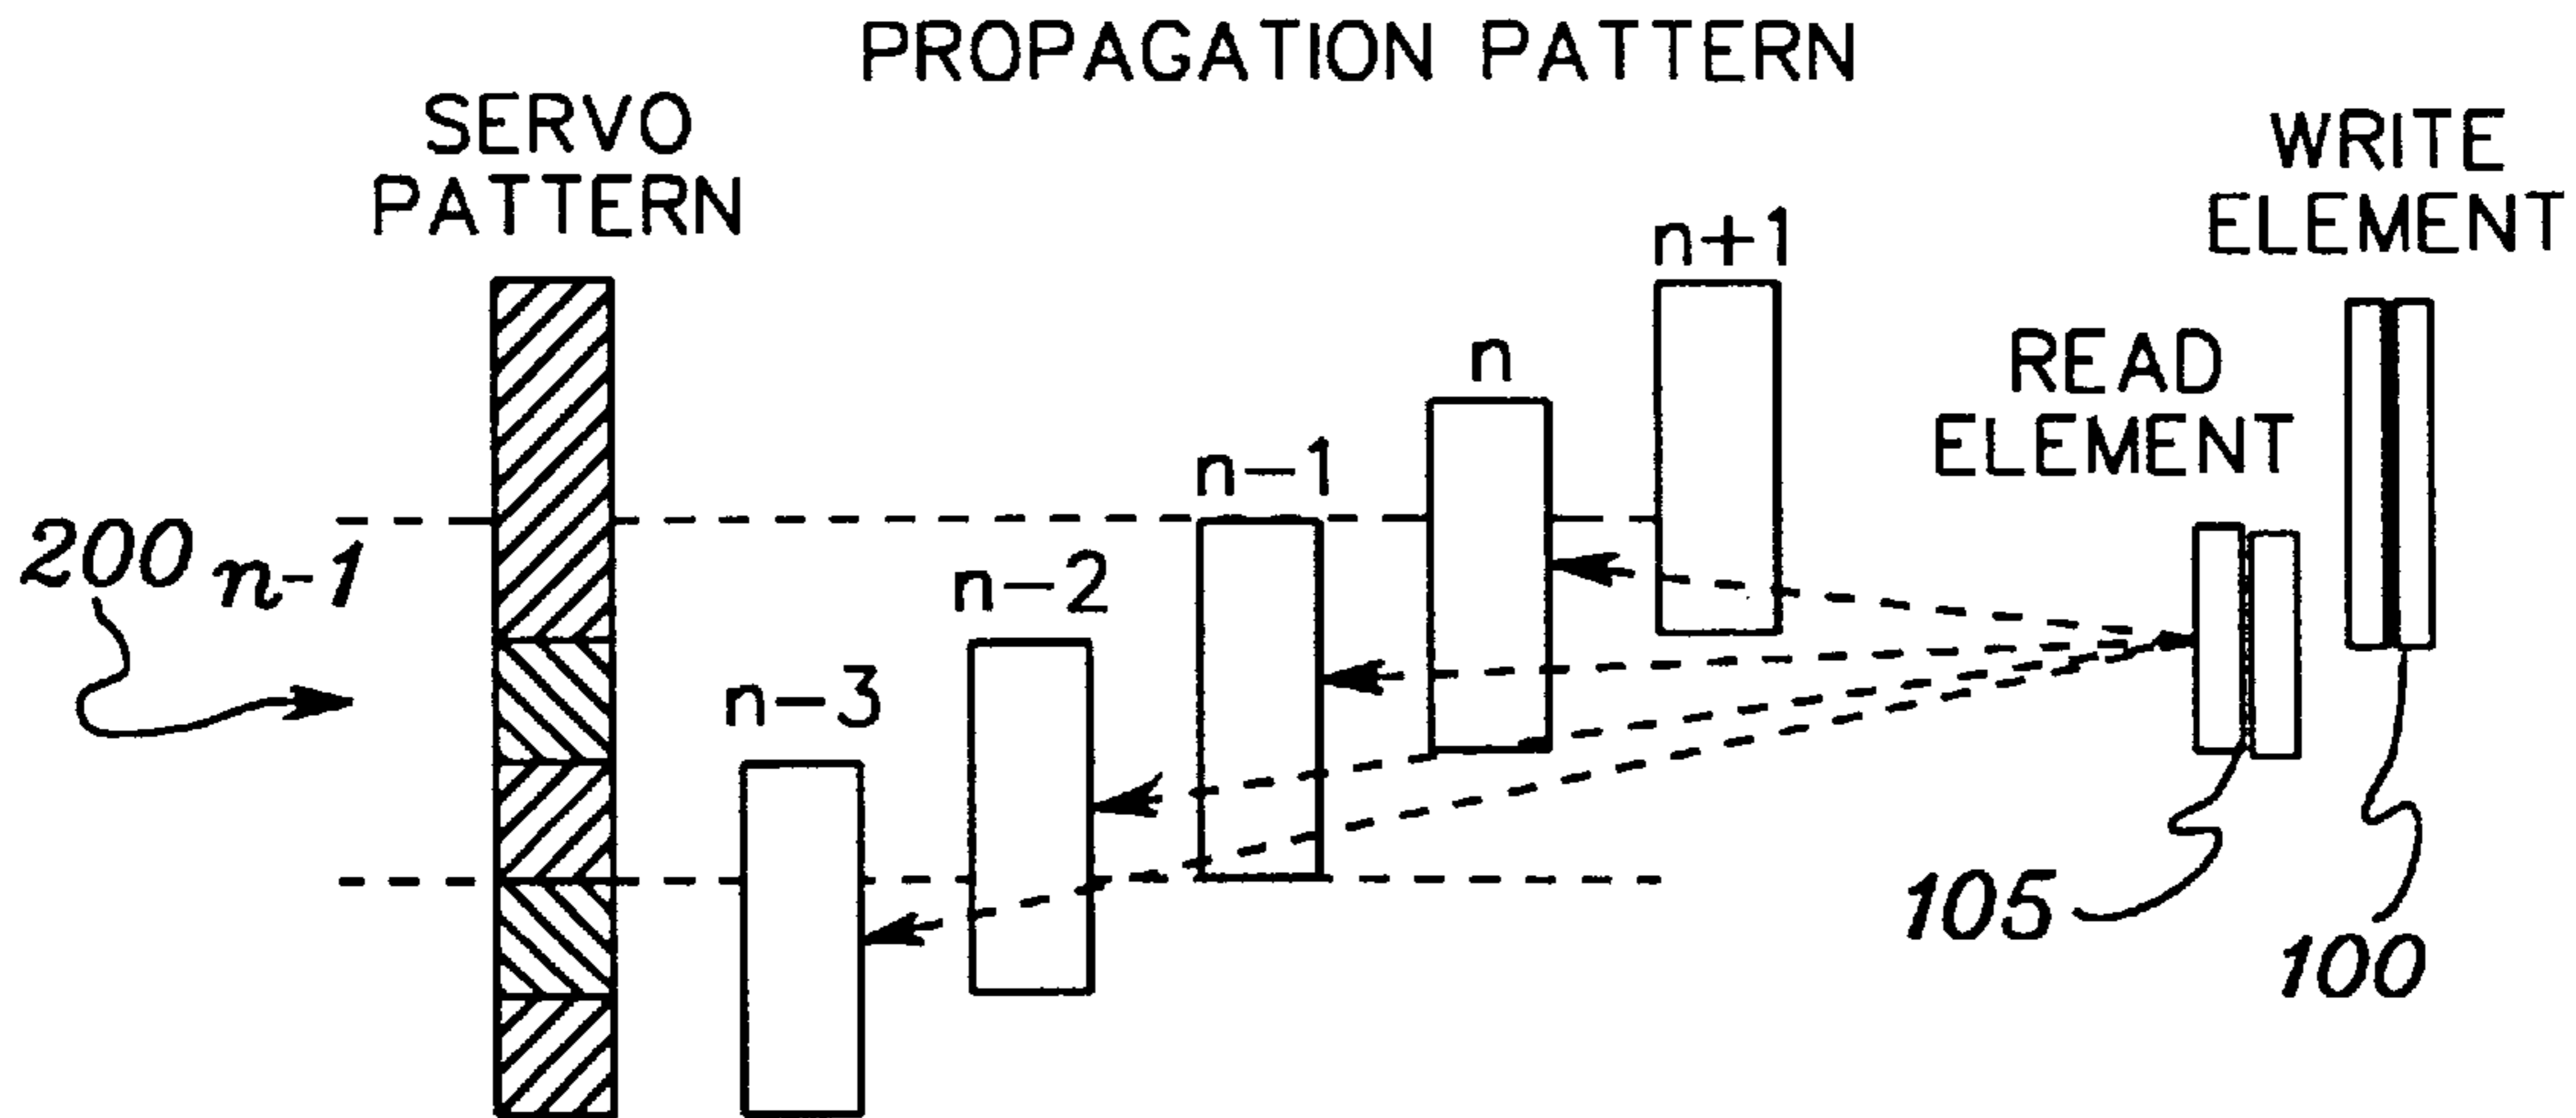 PROPAGATION PATTERN
SERVO
PATTERN
WRITE
ELEMENT
n+1
READ
ELEMENT
n
n-1
200 n-1
n-2
n-3
105
100